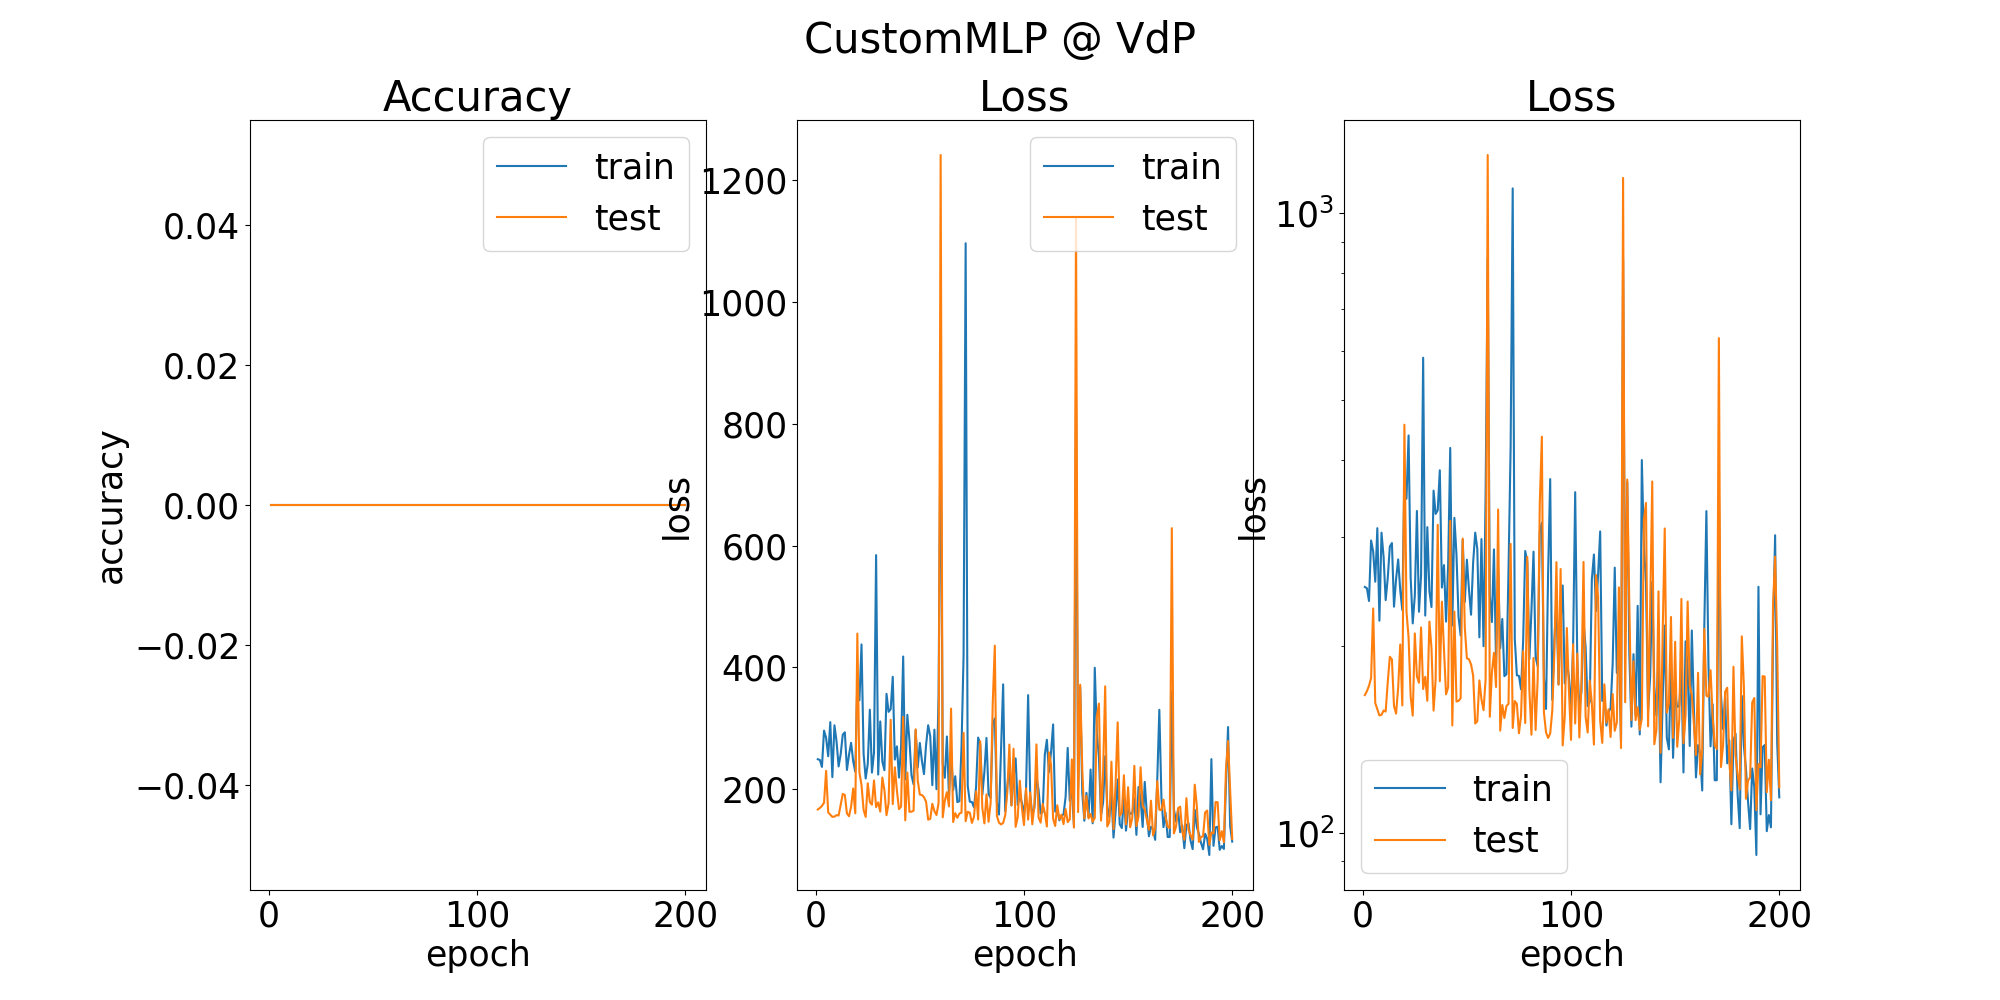 CustomMLP @ VdP
Accuracy
accuracy
0.04
0.02
0.00
−0.02
−0.04
0
100
200
epoch
train
test
Loss
loss
1200
1000
800
600
400
200
0
100
200
epoch
train
test
Loss
loss
10³
10²
0
100
200
epoch
train
test